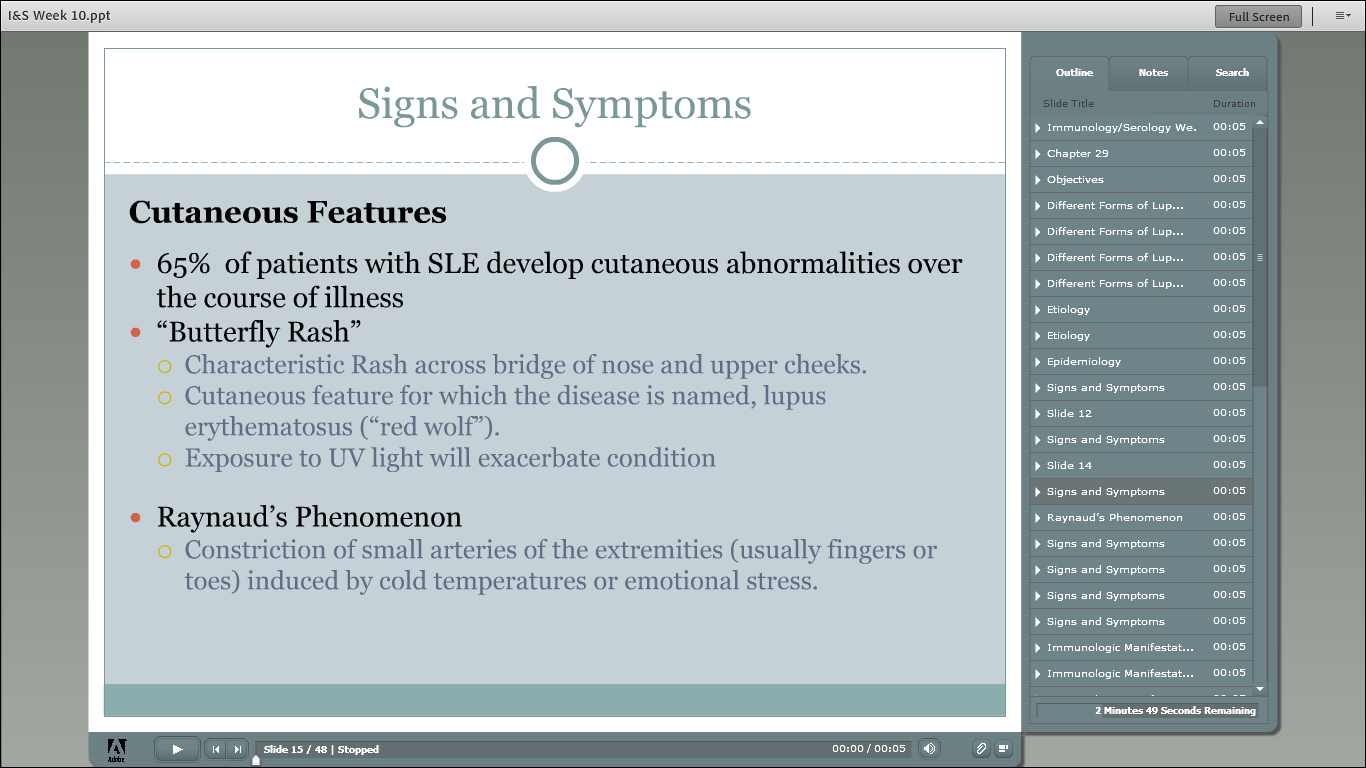 I&S Week 10.ppt
Full Screen
Signs and Symptoms
Cutaneous Features
65% of patients with SLE develop cutaneous abnormalities over
the course of illness
“Butterfly Rash”
Characteristic Rash across bridge of nose and upper cheeks.
Cutaneous feature for which the disease is named, lupus
erythematosus (“red wolf”).
Exposure to UV light will exacerbate condition
Raynaud’s Phenomenon
Constriction of small arteries of the extremities (usually fingers or
toes) induced by cold temperatures or emotional stress.
Outline Notes Search
Slide Title Duration
Immunology/Serology We. 00:05
Chapter 29 00:05
Objectives 00:05
Different Forms of Lup... 00:05
Different Forms of Lup... 00:05
Different Forms of Lup... 00:05
Different Forms of Lup... 00:05
Etiology 00:05
Etiology 00:05
Epidemiology 00:05
Signs and Symptoms 00:05
Slide 12 00:05
Signs and Symptoms 00:05
Slide 14 00:05
Signs and Symptoms 00:05
Raynaud’s Phenomenon 00:05
Signs and Symptoms 00:05
Signs and Symptoms 00:05
Signs and Symptoms 00:05
Signs and Symptoms 00:05
Immunologic Manifestat... 00:05
Immunologic Manifestat... 00:05
2 Minutes 49 Seconds Remaining
Adobe
Slide 15 / 48 | Stopped
00:00 / 00:05